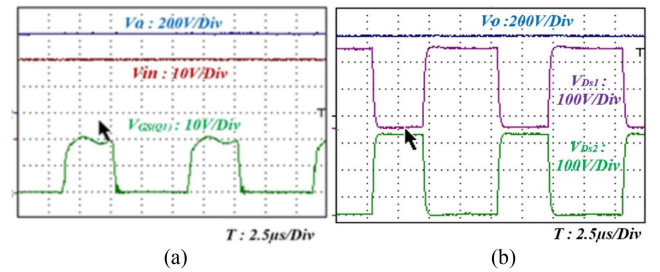 Vo : 200V/Div
Vin : 10V/Div
VGS(Q1) : 10V/Div
T : 2.5µs/Div
(a)
Vo :200V/Div
VDs1 :
100V/Div
VDs2 :
100V/Div
T : 2.5µs/Div
(b)